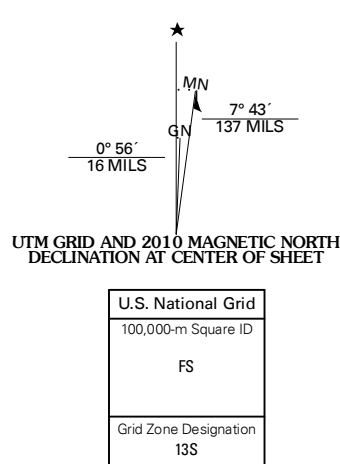 ★
MN
7° 43´
137 MILS
GN
0° 56´
16 MILS
UTM GRID AND 2010 MAGNETIC NORTH
DECLINATION AT CENTER OF SHEET
U.S. National Grid
100,000-m Square ID
FS
Grid Zone Designation
13S